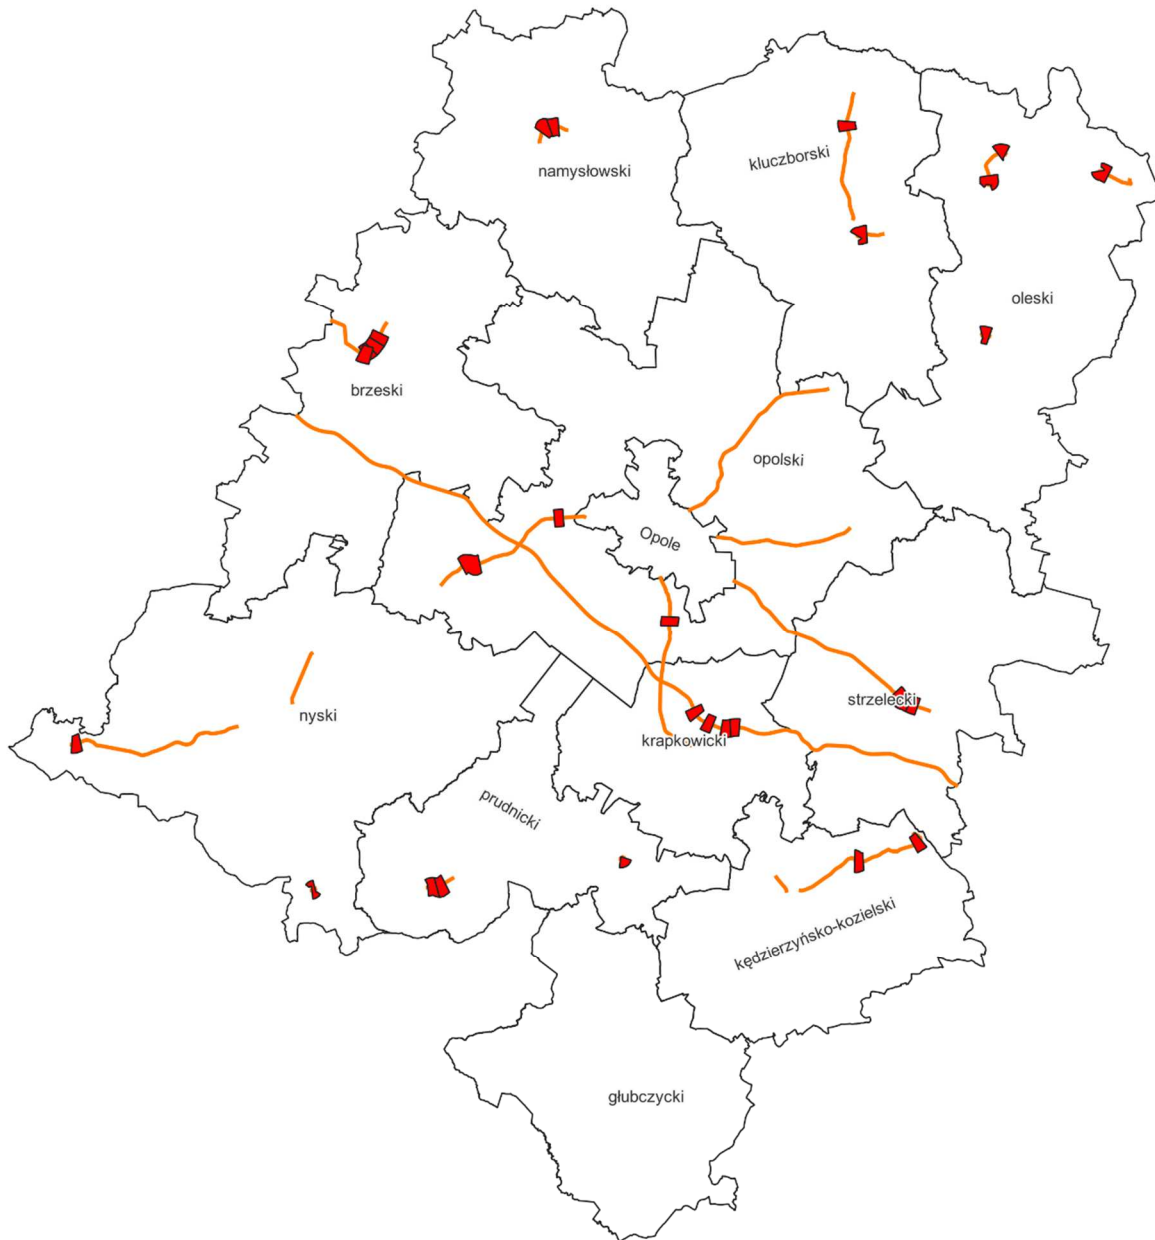 namysłowski
kluczborski
oleski
brzeski
opolski
Opole
strzelecki
nyski
krapkowicki
prudnicki
kędzierzyńsko-kozielski
głubczycki